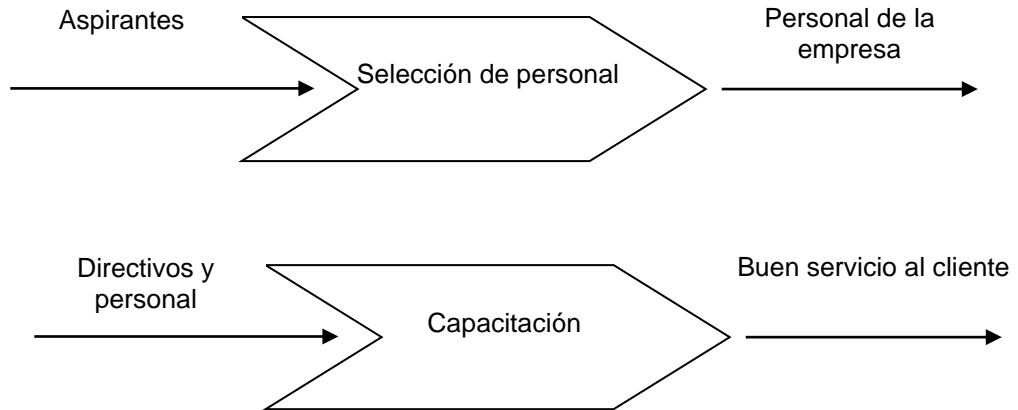 Aspirantes
Selección de personal
Personal de la
empresa
Directivos y
personal
Capacitación
Buen servicio al cliente